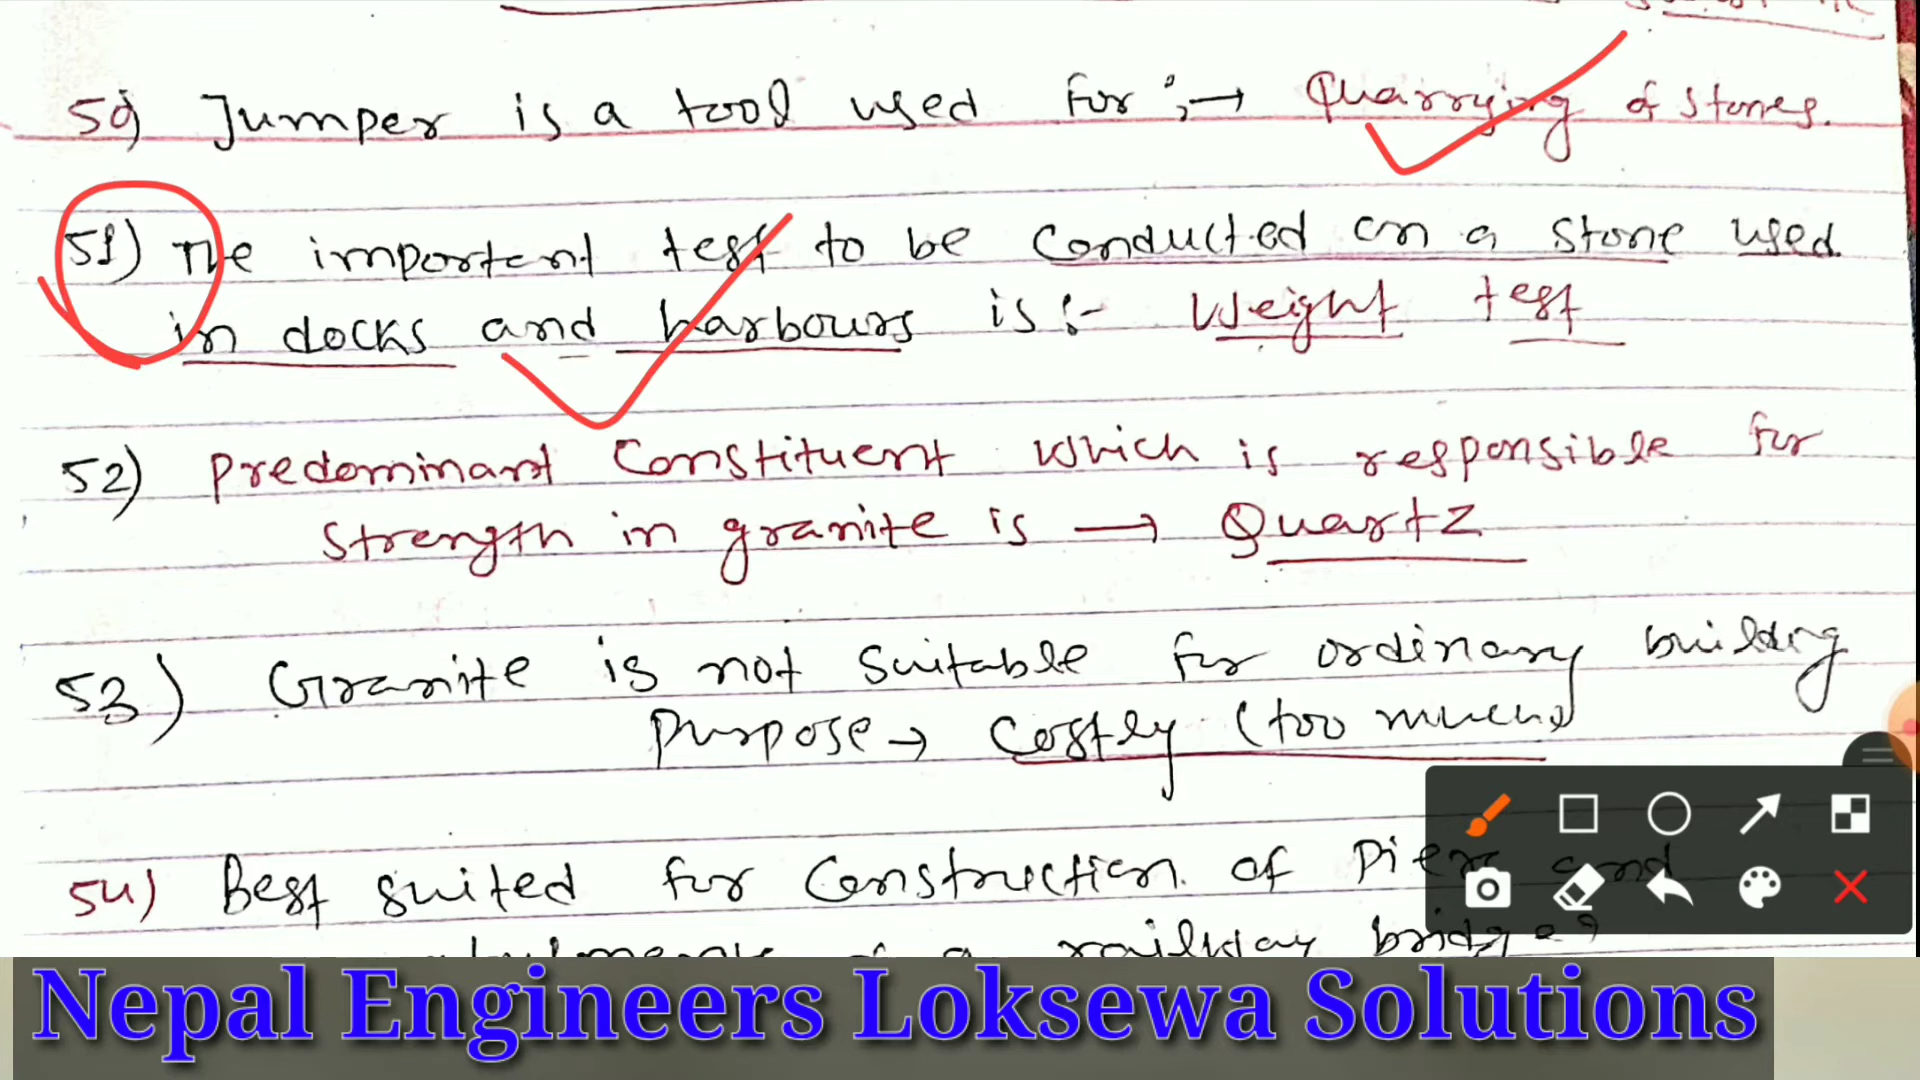 50) Jumper is a tool used for :→ Quarrying of stones.
51) The important test to be conducted on a stone used
in docks and harbours is :- Weight test
52) Predominant Constituent which is responsible for
strength in granite is → Quartz
53) Granite is not suitable for ordinary building
purpose → Costly (too much)
54) Best suited for Construction of Piers and
of a railway bridge?
Nepal Engineers Loksewa Solutions